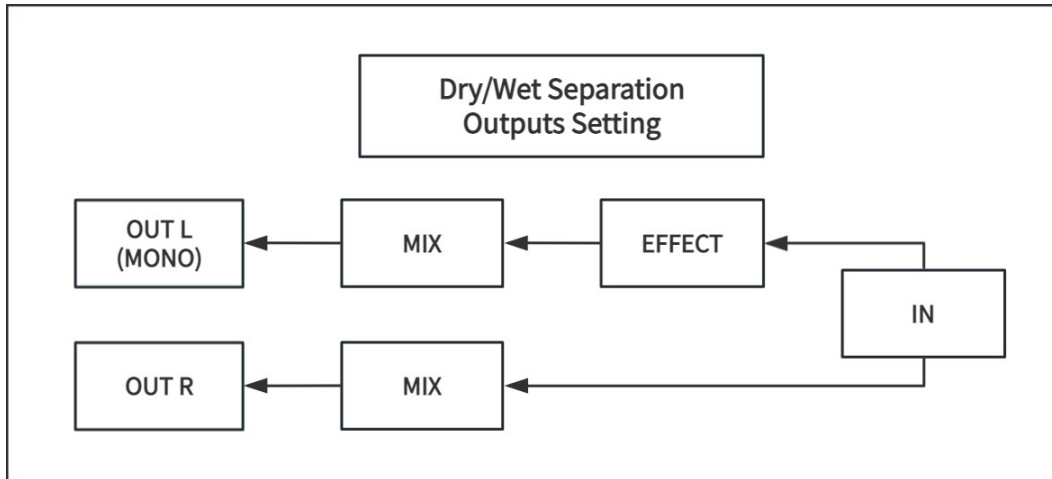 Dry/Wet Separation
Outputs Setting
OUT L
(MONO)
MIX
EFFECT
IN
OUT R
MIX